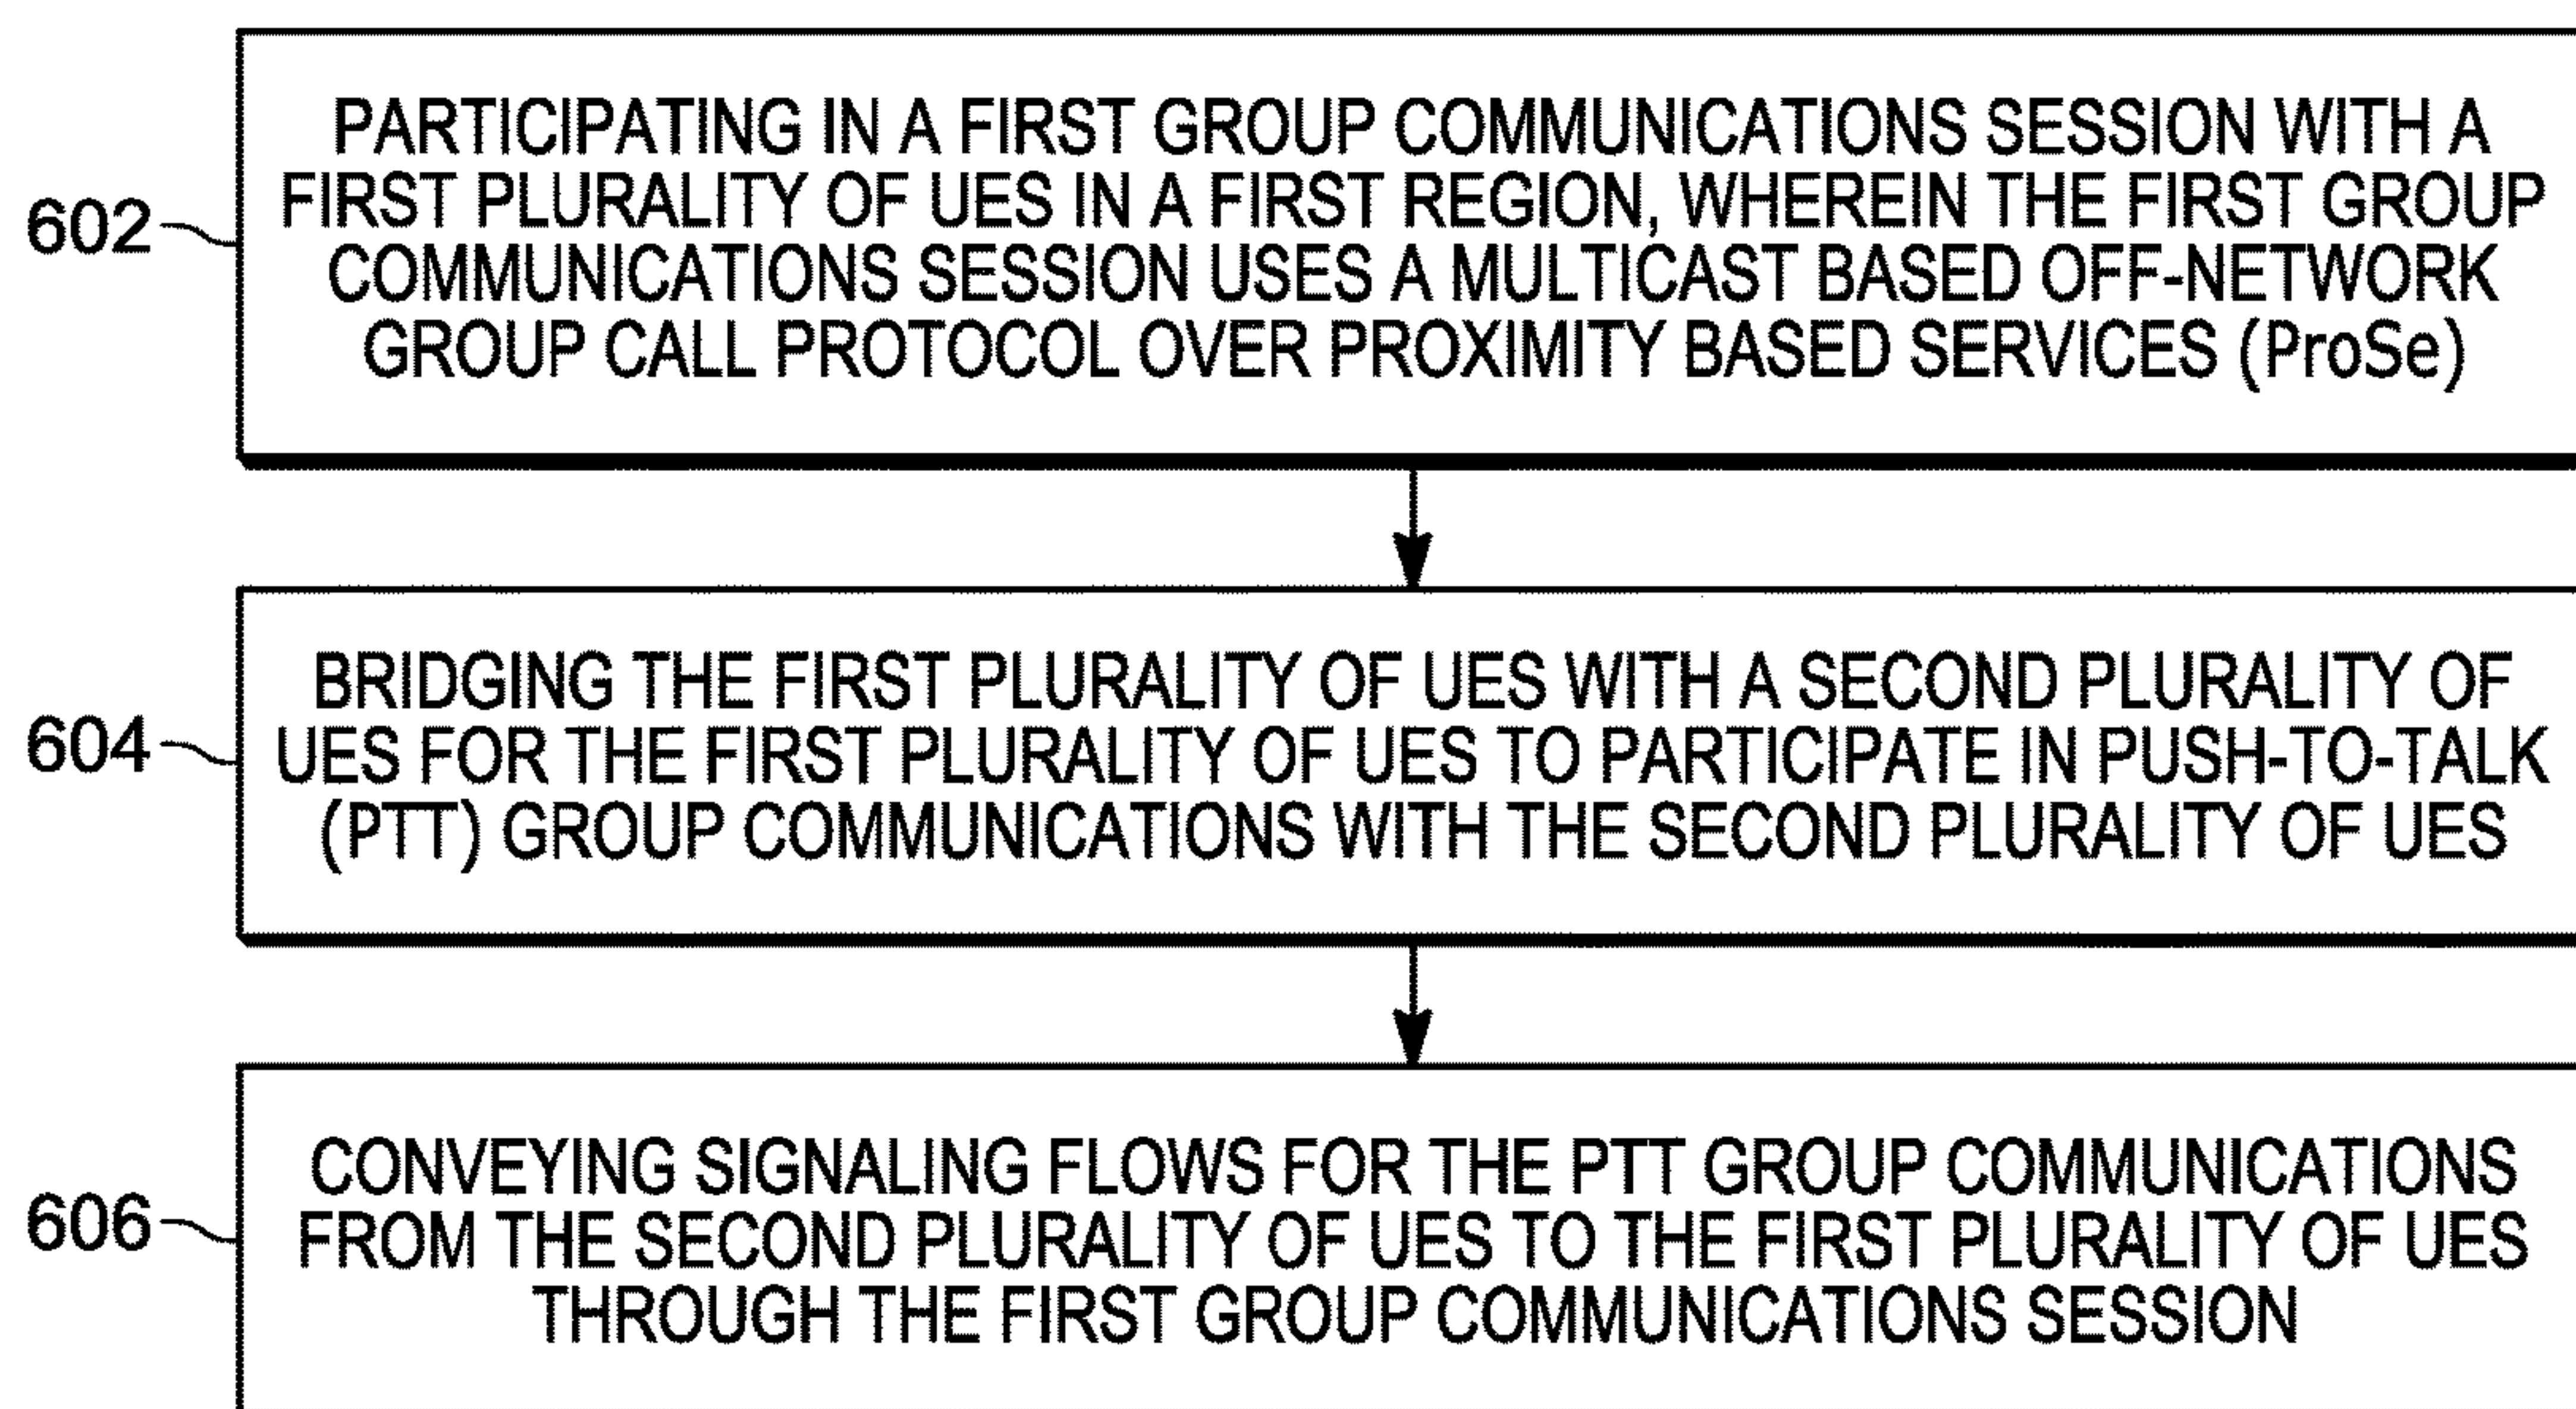 PARTICIPATING IN A FIRST GROUP COMMUNICATIONS SESSION WITH A
FIRST PLURALITY OF UES IN A FIRST REGION, WHEREIN THE FIRST GROUP
602
COMMUNICATIONS SESSION USES A MULTICAST BASED OFF-NETWORK
GROUP CALL PROTOCOL OVER PROXIMITY BASED SERVICES (ProSe)
BRIDGING THE FIRST PLURALITY OF UES WITH A SECOND PLURALITY OF
604
UES FOR THE FIRST PLURALITY OF UES TO PARTICIPATE IN PUSH-TO-TALK
(PTT) GROUP COMMUNICATIONS WITH THE SECOND PLURALITY OF UES
CONVEYING SIGNALING FLOWS FOR THE PTT GROUP COMMUNICATIONS
606
FROM THE SECOND PLURALITY OF UES TO THE FIRST PLURALITY OF UES
THROUGH THE FIRST GROUP COMMUNICATIONS SESSION